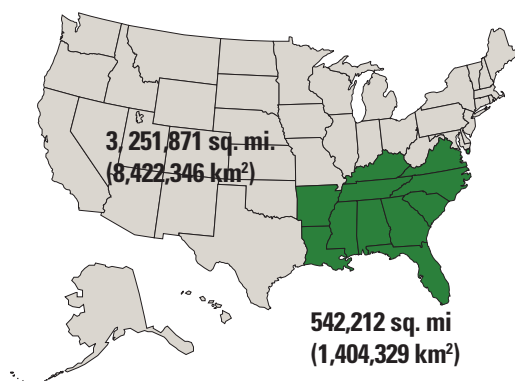 3, 251,871 sq. mi.
(8,422,346 km²)
542,212 sq. mi
(1,404,329 km²)